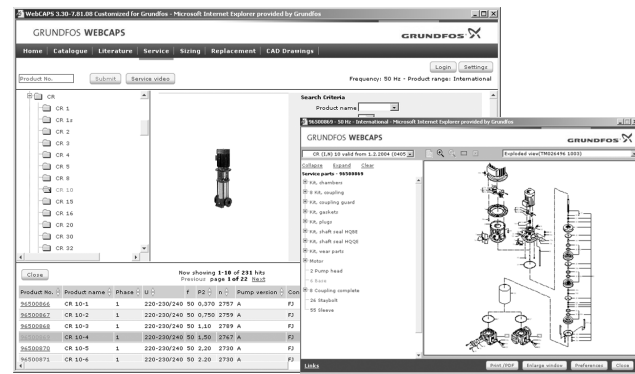 WebCAPS 3.30-7.81.08 Customized for Grundfos - Microsoft Internet Explorer provided by Grundfos
GRUNDFOS WEBCAPS
GRUNDFOS
Home | Catalogue | Literature | Service | Sizing | Replacement | CAD Drawings |
Login Settings
Product No. Submit Service video
Frequency: 50 Hz - Product range: International
CR
CR 1
CR 1s
CR 2
CR 3
CR 4
CR 5
CR 8
CR 10
CR 15
CR 16
CR 20
CR 30
CR 32
Search Criteria
Product name
Close
Now showing 1-10 of 231 hits
Previous page 1 of 22 Next
Product No. Product name Phase U f P2 n Pump version Con
96500866 CR 10-1 1 220-230/240 50 0,370 2757 A FJ
96500867 CR 10-2 1 220-230/240 50 0,750 2759 A FJ
96500868 CR 10-3 1 220-230/240 50 1,10 2789 A FJ
CR 10-4 1 220-230/240 50 1,50 2767 A FJ
96500870 CR 10-5 1 220-230/240 50 2,20 2730 A FJ
96500871 CR 10-6 1 220-230/240 50 2,20 2730 A FJ
96500869 - 50 Hz - International - Microsoft Internet Explorer provided by Grundfos
GRUNDFOS WEBCAPS
GRUNDFOS
CR (I,N) 10 valid from 1.2.2004 (0405
Exploded view(TM026496 1003)
Collapse Expand Clear
Service parts - 96500869
Kit, chambers
8 Kit, coupling
Kit, coupling guard
Kit, gaskets
Kit, plugs
Kit, shaft seal HQBE
Kit, shaft seal HQQE
Kit, wear parts
Motor
2 Pump head
6 Base
8 Coupling complete
26 Staybolt
55 Sleeve
Links
Print /PDF Enlarge window Preferences Close